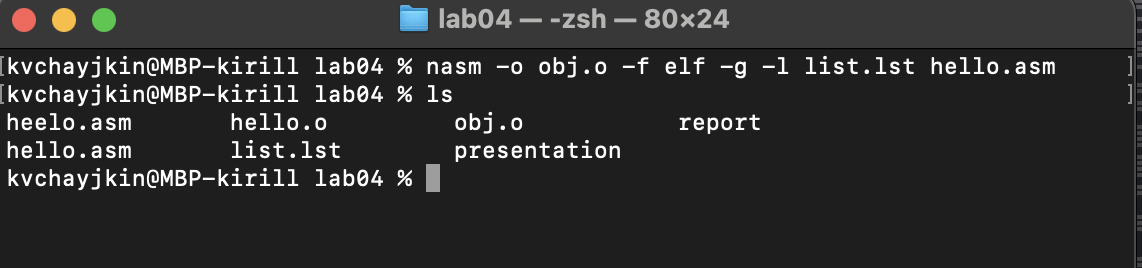 lab04 — -zsh — 80×24
[kvchayjkin@MBP-kirill lab04 % nasm -o obj.o -f elf -g -l list.lst hello.asm ]
[kvchayjkin@MBP-kirill lab04 % ls ]
heelo.asm hello.o obj.o report
hello.asm list.lst presentation
kvchayjkin@MBP-kirill lab04 %